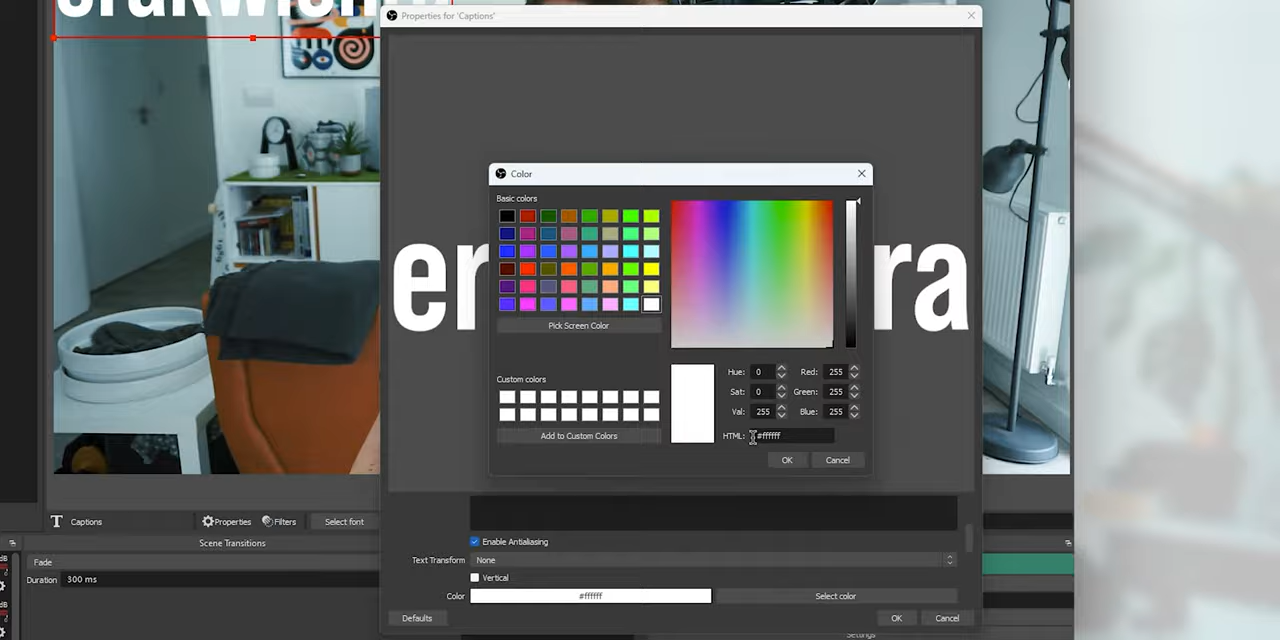 Properties for 'Captions'
Color
Basic colors
Pick Screen Color
Custom colors
Add to Custom Colors
Hue: 0
Red: 255
Sat: 0
Green: 255
Val: 255
Blue: 255
HTML: #ffffff
OK
Cancel
er
ra
Captions
Properties
Filters
Select font
Enable Antialiasing
Scene Transitions
Text Transform
None
Fade
Vertical
Duration
300 ms
Color
#ffffff
Select color
Defaults
OK
Cancel
dB
dB
Settings